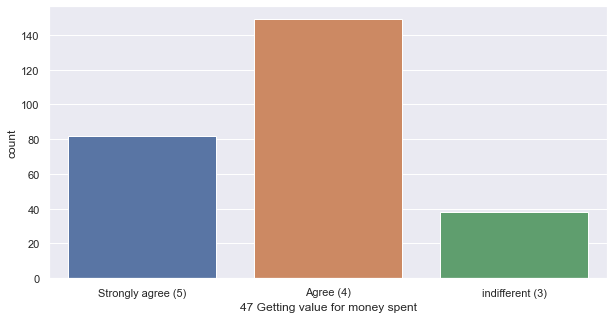 140
120
100
80
60
40
20
0
count
Strongly agree (5) Agree (4) indifferent (3)
47 Getting value for money spent